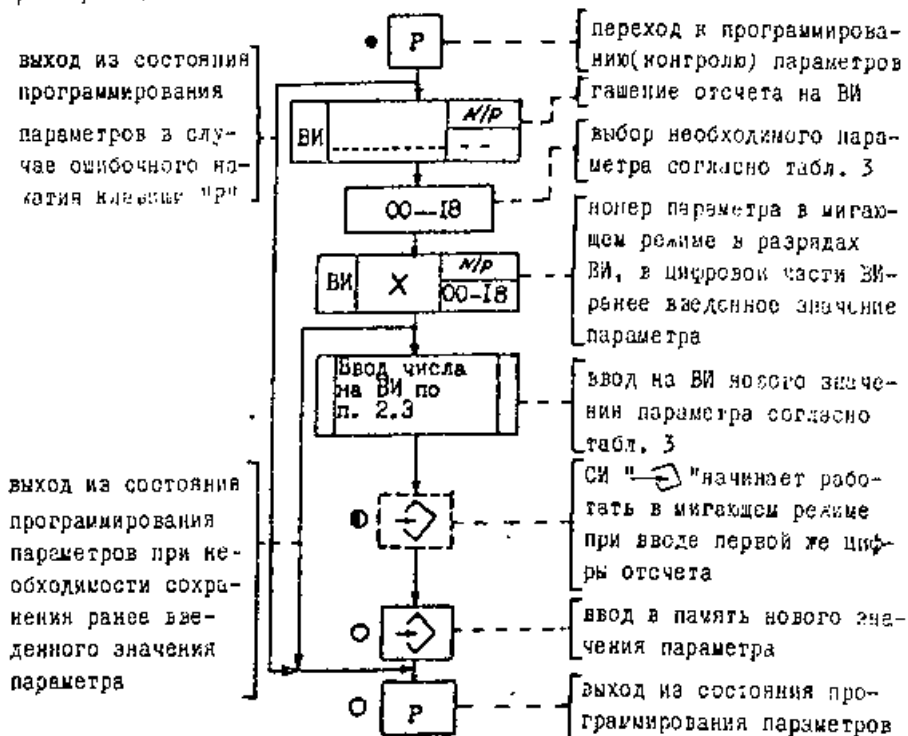 P
переход к программирова-
нию(контролю) параметров
гашение отсчета на ВИ
выход из состояния
программирования
параметров в слу-
чае ошибочного на-
жатия клавиши "Р"
ВИ
N/P
выбор необходимого пара-
метра согласно табл. 3
00—I8
номер параметра в мигаю-
щем режиме в разрядах
ВИ, в цифровой части ВИ-
ранее введенное значение
параметра
ВИ
X
N/P
00-I8
Ввод числа
на ВИ по
п. 2.3
ввод на ВИ нового значе-
ния параметра согласно
табл. 3
СИ " "начинает рабо-
тать в мигающем режиме
при вводе первой же циф-
ры отсчета
выход из состояния
программирования
параметров при не-
обходимости сохра-
нения ранее вве-
денного значения
параметра
ввод в память нового зна-
чения параметра
P
выход из состояния про-
граммирования параметров